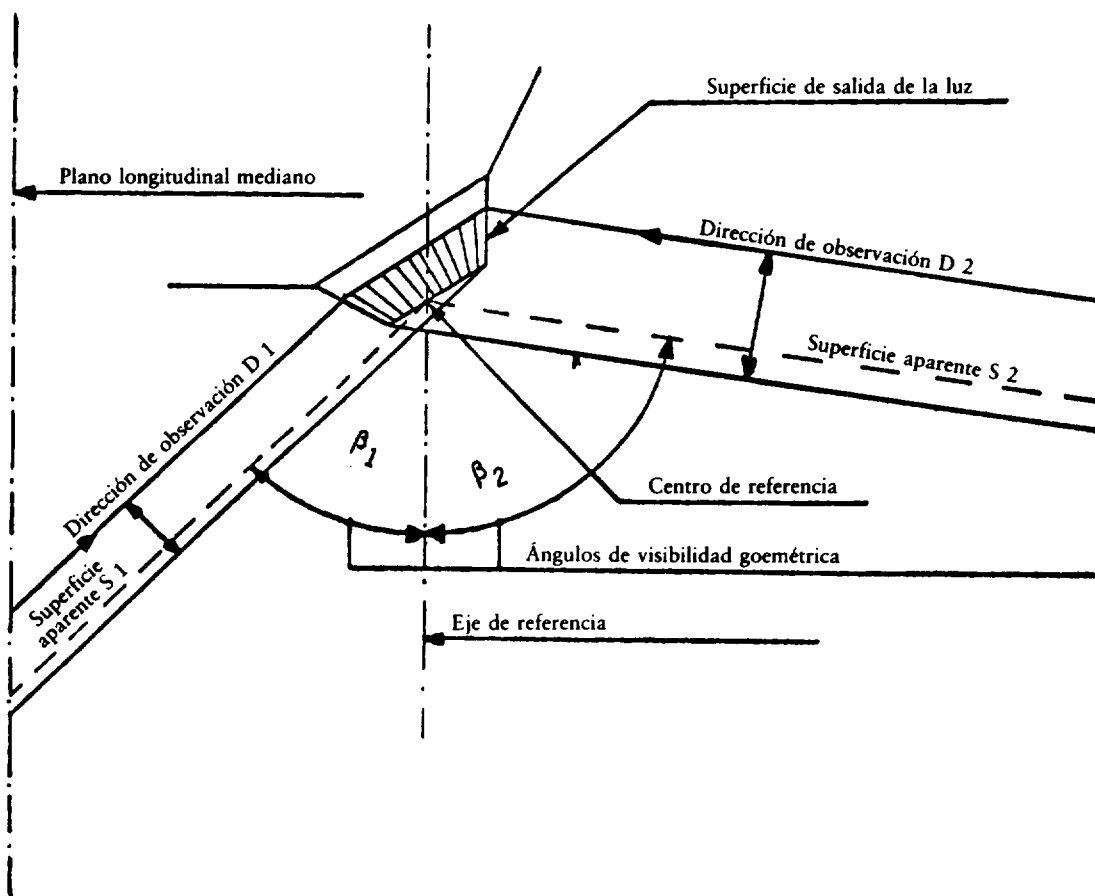 Superficie de salida de la luz
Plano longitudinal mediano
Dirección de observación D 2
Superficie aparente S 2
Dirección de observación D 1
β1
β2
Centro de referencia
Superficie
aparente S 1
Ángulos de visibilidad goemétrica
Eje de referencia